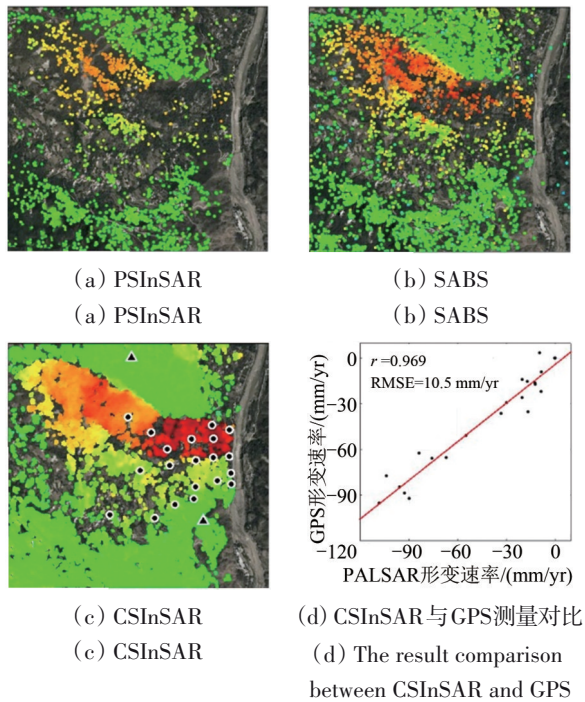 (a) PSInSAR
(a) PSInSAR
(b) SABS
(b) SABS
(c) CSInSAR
(c) CSInSAR
r=0.969
RMSE=10.5 mm/yr
GPS形变速率/(mm/yr)
0
−30
−60
−90
−120
−90
−60
−30
0
PALSAR形变速率/(mm/yr)
(d) CSInSAR与GPS测量对比
(d) The result comparison
between CSInSAR and GPS